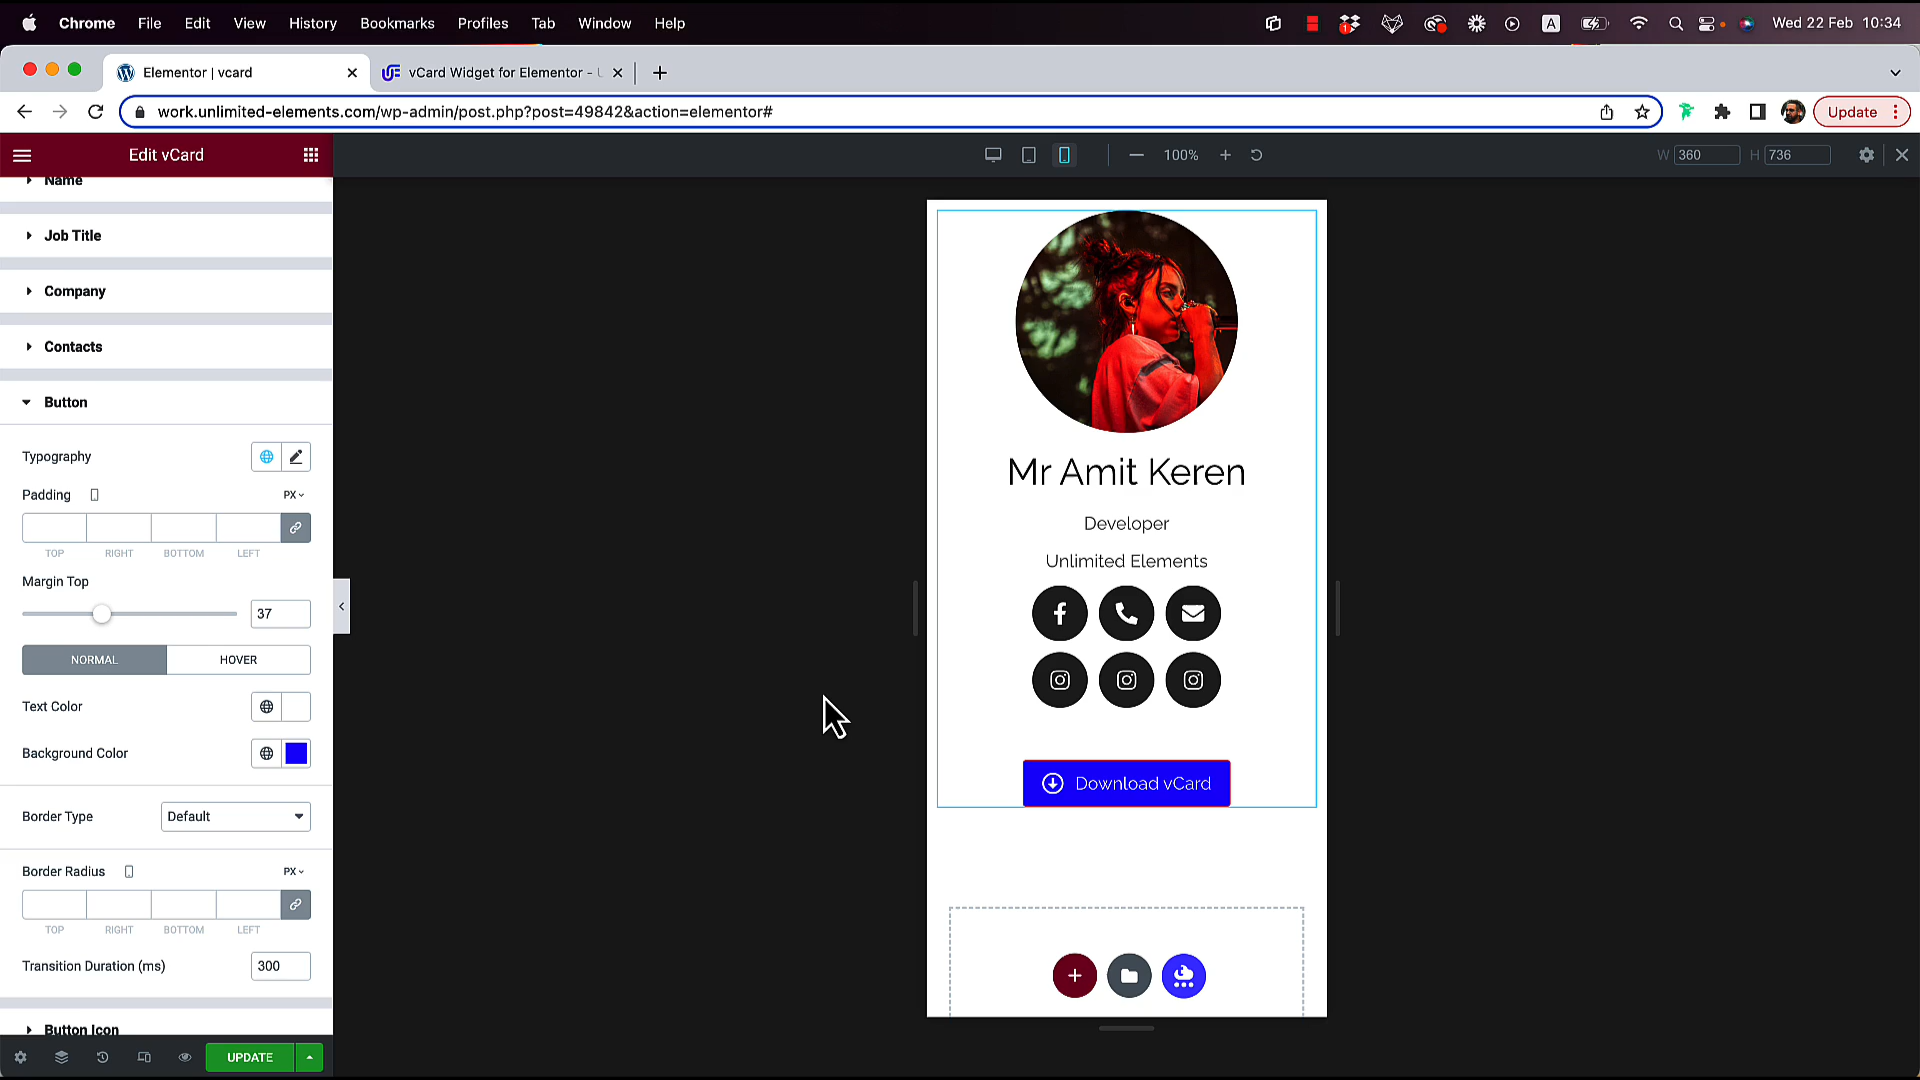 Chrome File Edit View History Bookmarks Profiles Tab Window Help
A Wed 22 Feb 10:34
Elementor | vcard
vCard Widget for Elementor -
work.unlimited-elements.com/wp-admin/post.php?post=49842&action=elementor#
Update
Edit vCard
100%
W 360 H 736
Name
Job Title
Company
Contacts
Button
Typography
Padding PX
TOP RIGHT BOTTOM LEFT
Margin Top
37
NORMAL HOVER
Text Color
Background Color
Border Type Default
Border Radius PX
TOP RIGHT BOTTOM LEFT
Transition Duration (ms) 300
Button Icon
UPDATE
Mr Amit Keren
Developer
Unlimited Elements
Download vCard